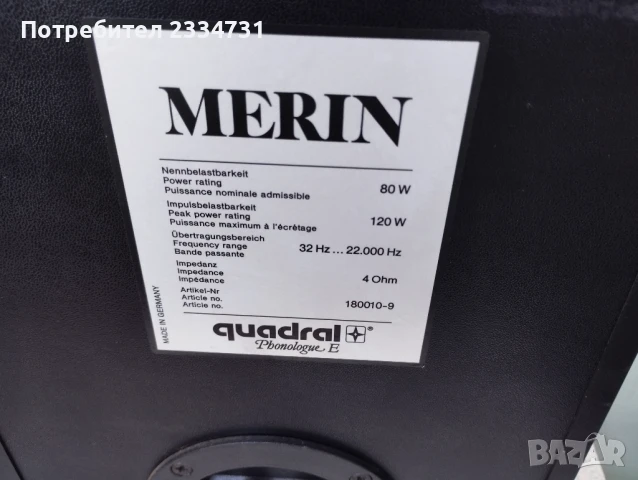 Потребител 2334731
MERIN
Nennbelastbarkeit
Power rating
Puissance nominale admissible 80 W
Impulsbelastbarkeit
Peak power rating
Puissance maximum à l'écrêtage 120 W
Übertragungsbereich
Frequency range
Bande passante 32 Hz ... 22.000 Hz
Impedanz
Impedance
Impédance 4 Ohm
Artikel-Nr
Article no.
Article no. 180010-9
MADE IN GERMANY
quadral®
Phonologue E
BAZAR